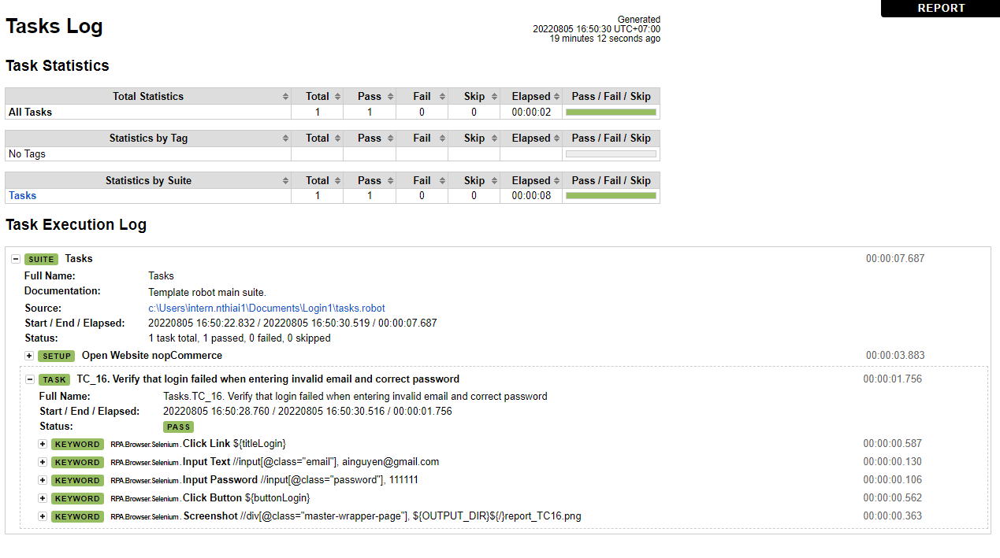 REPORT
Tasks Log
Generated
20220805 16:50:30 UTC+07:00
19 minutes 12 seconds ago
Task Statistics
Total Statistics Total Pass Fail Skip Elapsed Pass / Fail / Skip
All Tasks 1 1 0 0 00:00:02
Statistics by Tag Total Pass Fail Skip Elapsed Pass / Fail / Skip
No Tags
Statistics by Suite Total Pass Fail Skip Elapsed Pass / Fail / Skip
Tasks 1 1 0 0 00:00:08
Task Execution Log
SUITE Tasks 00:00:07.687
Full Name: Tasks
Documentation: Template robot main suite.
Source: c:\Users\intern.nthiai1\Documents\Login1\tasks.robot
Start / End / Elapsed: 20220805 16:50:22.832 / 20220805 16:50:30.519 / 00:00:07.687
Status: 1 task total, 1 passed, 0 failed, 0 skipped
SETUP Open Website nopCommerce 00:00:03.883
TASK TC_16. Verify that login failed when entering invalid email and correct password 00:00:01.756
Full Name: Tasks.TC_16. Verify that login failed when entering invalid email and correct password
Start / End / Elapsed: 20220805 16:50:28.760 / 20220805 16:50:30.516 / 00:00:01.756
Status: PASS
KEYWORD RPA.Browser.Selenium . Click Link ${titleLogin} 00:00:00.587
KEYWORD RPA.Browser.Selenium . Input Text //input[@class="email"], ainguyen@gmail.com 00:00:00.130
KEYWORD RPA.Browser.Selenium . Input Password //input[@class="password"], 111111 00:00:00.106
KEYWORD RPA.Browser.Selenium . Click Button ${buttonLogin} 00:00:00.562
KEYWORD RPA.Browser.Selenium . Screenshot //div[@class="master-wrapper-page"], ${OUTPUT_DIR}${/}report_TC16.png 00:00:00.363